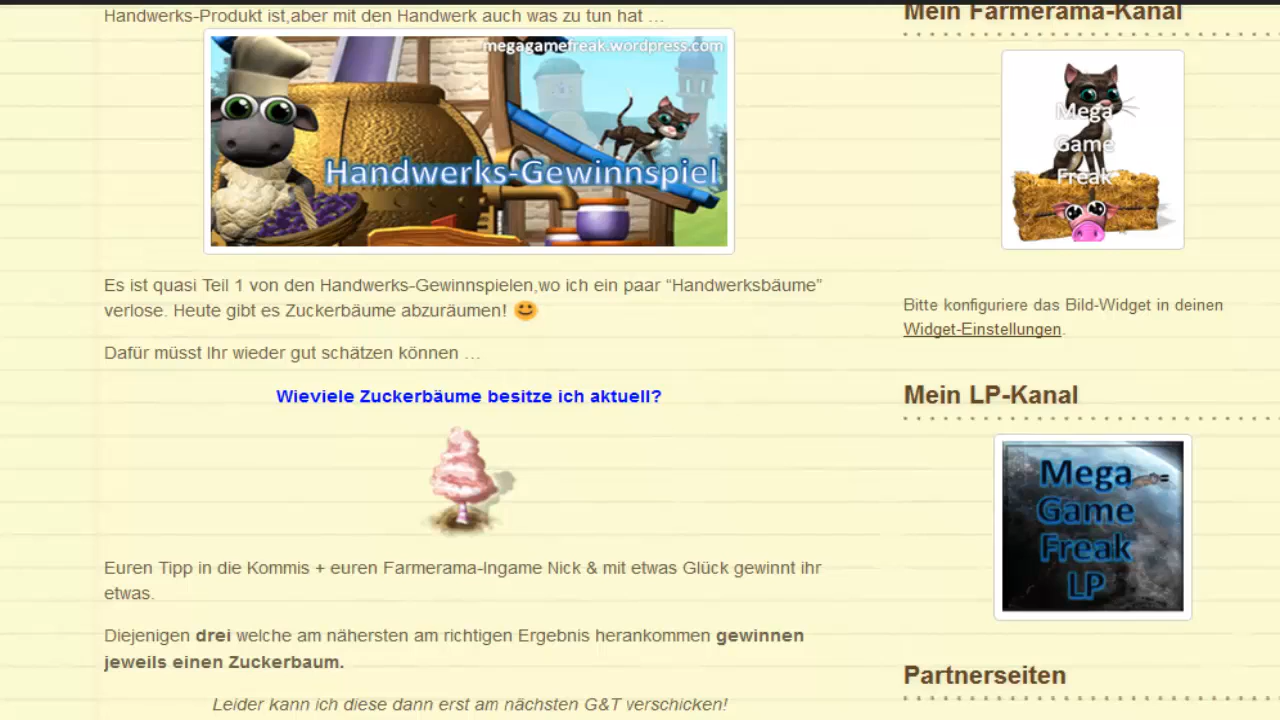 Handwerks-Produkt ist,aber mit den Handwerk auch was zu tun hat …
megagamefreak.wordpress.com
Handwerks-Gewinnspiel
Es ist quasi Teil 1 von den Handwerks-Gewinnspielen,wo ich ein paar “Handwerksbäume”
verlose. Heute gibt es Zuckerbäume abzuräumen!
Dafür müsst Ihr wieder gut schätzen können …
Wieviele Zuckerbäume besitze ich aktuell?
Euren Tipp in die Kommis + euren Farmerama-Ingame Nick & mit etwas Glück gewinnt ihr
etwas.
Diejenigen drei welche am nähersten am richtigen Ergebnis herankommen gewinnen
jeweils einen Zuckerbaum.
Leider kann ich diese dann erst am nächsten G&T verschicken!
Mein Farmerama-Kanal
Mega
Game
Freak
Bitte konfiguriere das Bild-Widget in deinen
Widget-Einstellungen.
Mein LP-Kanal
Mega
Game
Freak
LP
Partnerseiten